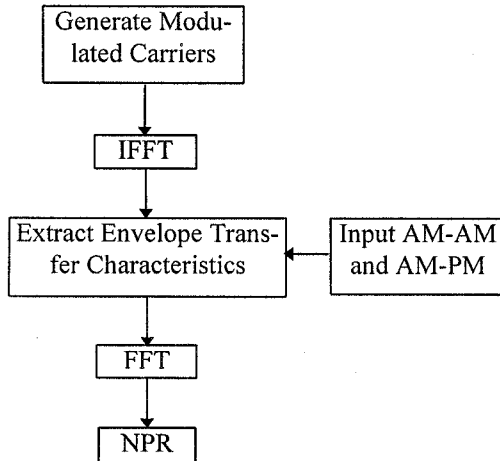 Generate Modu-
lated Carriers
IFFT
Extract Envelope Trans-
fer Characteristics
Input AM-AM
and AM-PM
FFT
NPR